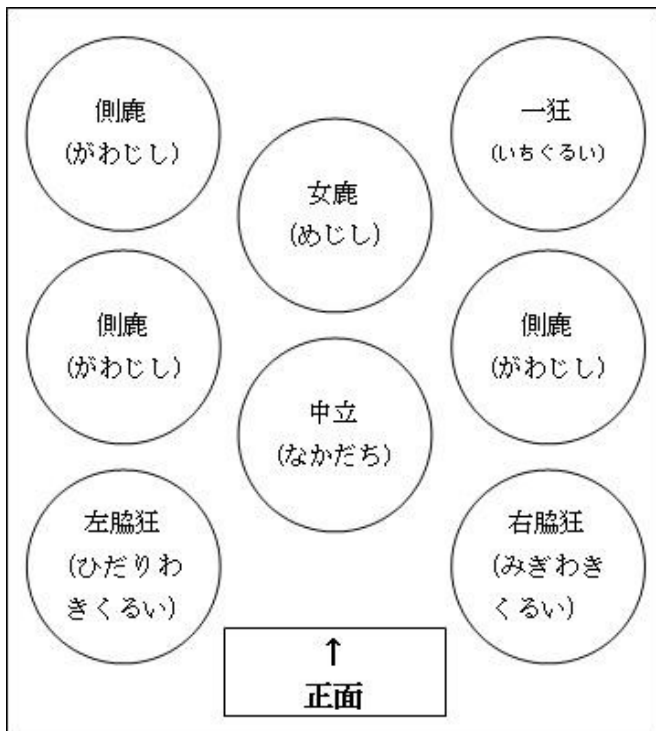 側鹿
(がわじし)
一狂
(いちぐるい)
女鹿
(めじし)
側鹿
(がわじし)
側鹿
(がわじし)
中立
(なかだち)
左脇狂
(ひだりわ
きくるい)
右脇狂
(みぎわき
くるい)
↑
正面